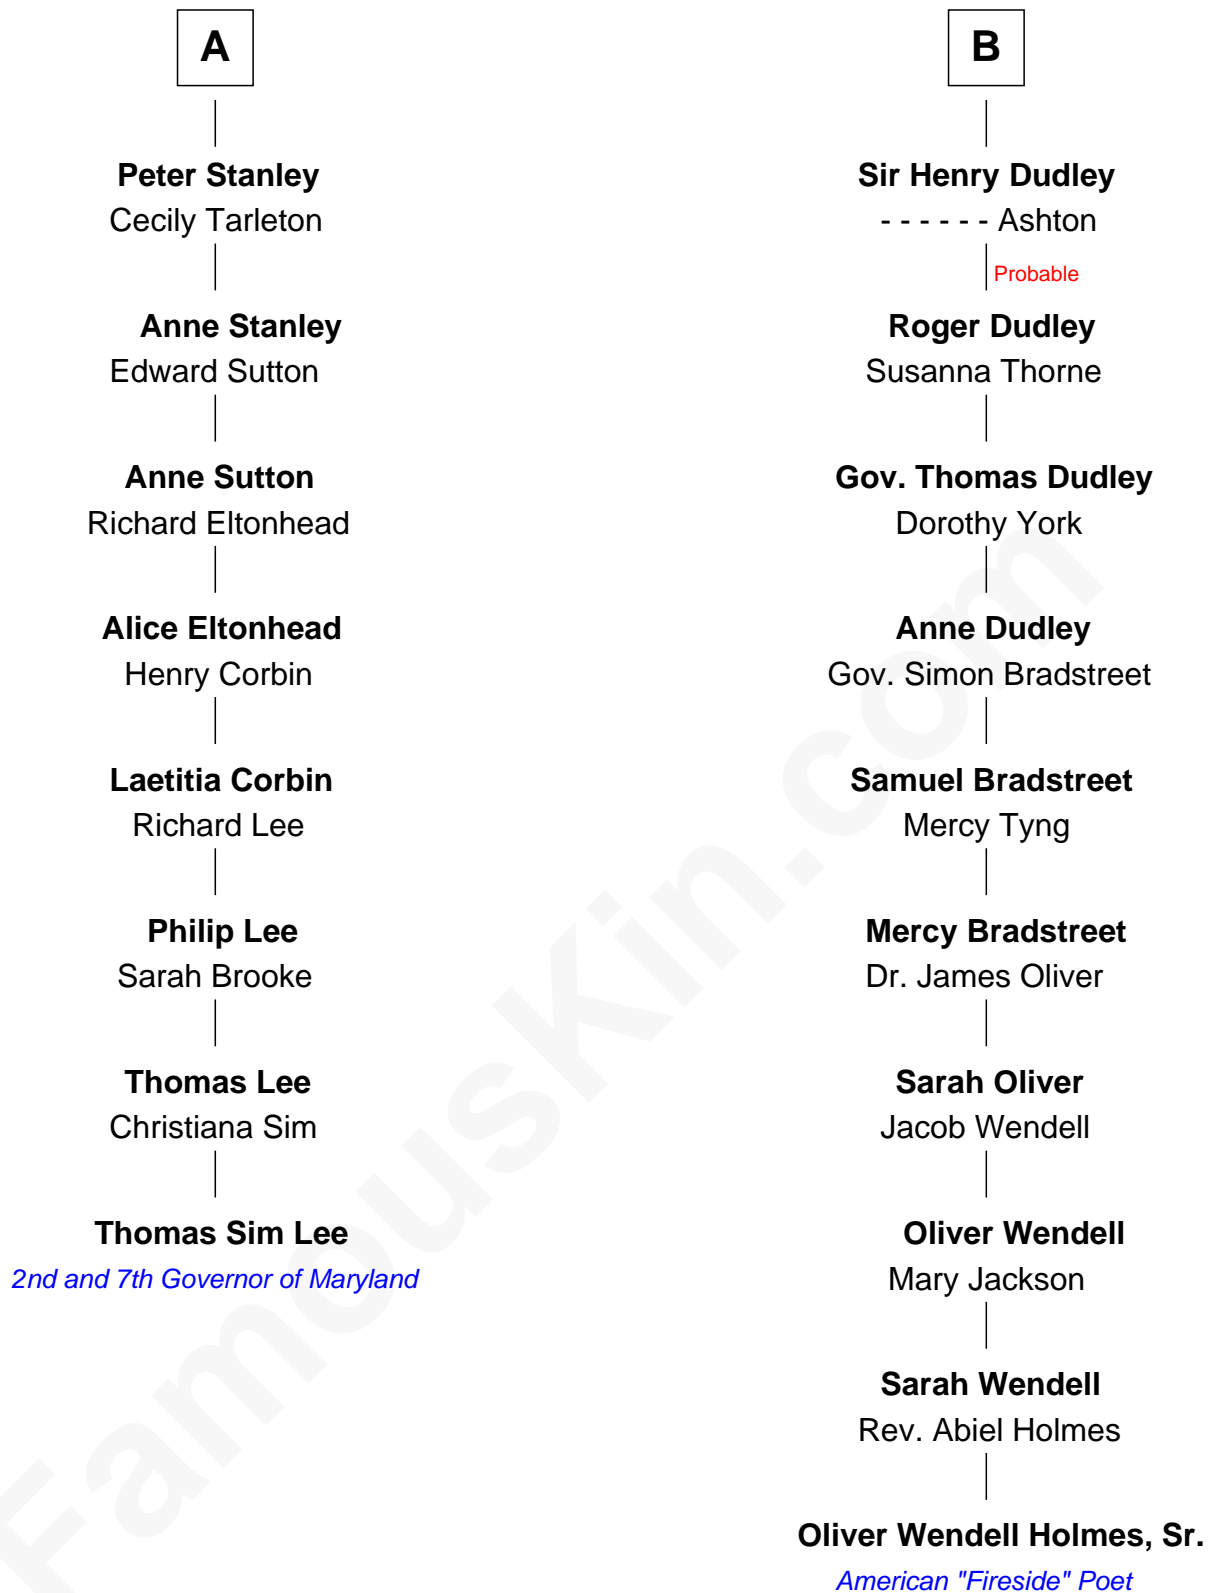 A
Peter Stanley
Cecily Tarleton
Anne Stanley
Edward Sutton
Anne Sutton
Richard Eltonhead
Alice Eltonhead
Henry Corbin
Laetitia Corbin
Richard Lee
Philip Lee
Sarah Brooke
Thomas Lee
Christiana Sim
Thomas Sim Lee
2nd and 7th Governor of Maryland
B
Sir Henry Dudley
- - - - - - Ashton
Probable
Roger Dudley
Susanna Thorne
Gov. Thomas Dudley
Dorothy York
Anne Dudley
Gov. Simon Bradstreet
Samuel Bradstreet
Mercy Tyng
Mercy Bradstreet
Dr. James Oliver
Sarah Oliver
Jacob Wendell
Oliver Wendell
Mary Jackson
Sarah Wendell
Rev. Abiel Holmes
Oliver Wendell Holmes, Sr.
American "Fireside" Poet
FamousKin.com